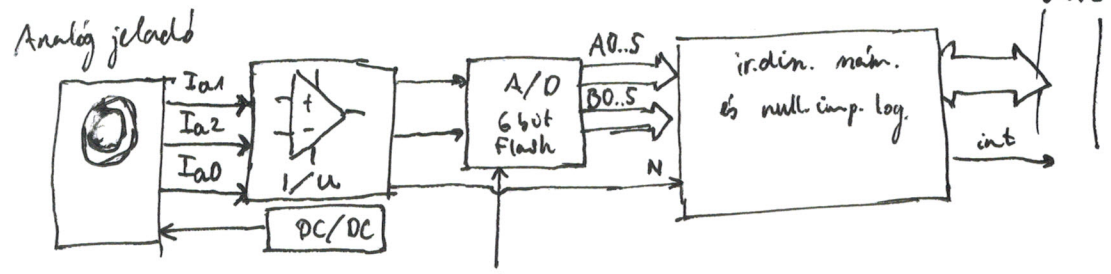 Analóg jeladó
Ia1
Ia2
Ia0
I/U
DC/DC
A/D
6 bit
Flash
A0..5
B0..5
N
ir.din. szám.
és null.imp. log.
int